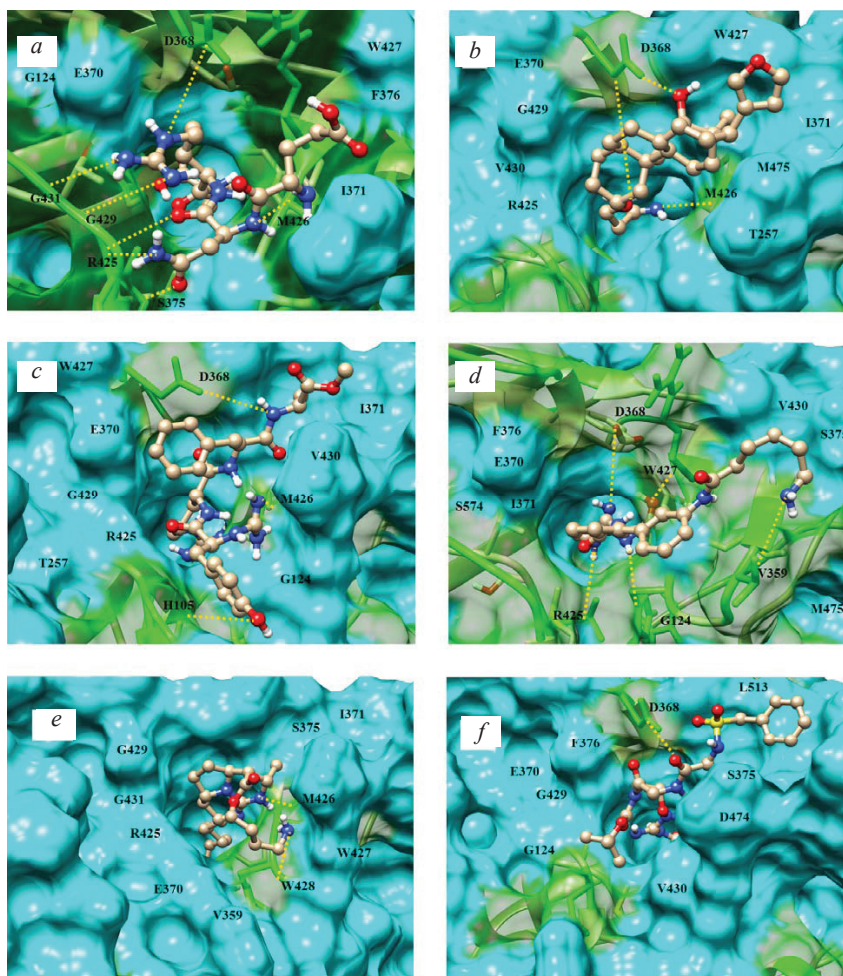 a
D368
W427
G124
E370
F376
G431
I371
G429
M426
R425
S375
b
W427
D368
E370
G429
I371
V430
M475
M426
R425
T257
c
W427
D368
I371
E370
V430
G429
M426
R425
T257
G124
H105
d
V430
D368
S375
F376
E370
W427
S574
I371
V359
R425
G124
M475
e
I371
S375
G429
G431
M426
R425
W427
E370
W428
V359
f
L513
D368
F376
E370
S375
G429
D474
G124
V430